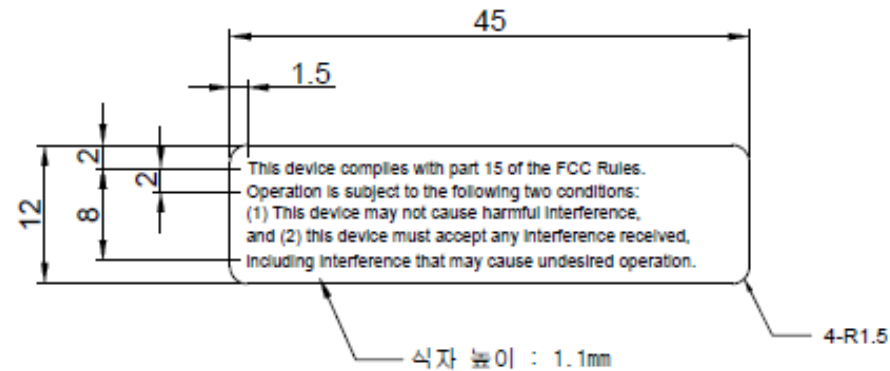 45
1.5
2
2
12
8
This device complies with part 15 of the FCC Rules.
Operation is subject to the following two conditions:
(1) This device may not cause harmful interference,
and (2) this device must accept any interference received,
including interference that may cause undesired operation.
4-R1.5
식자 높이 : 1.1mm